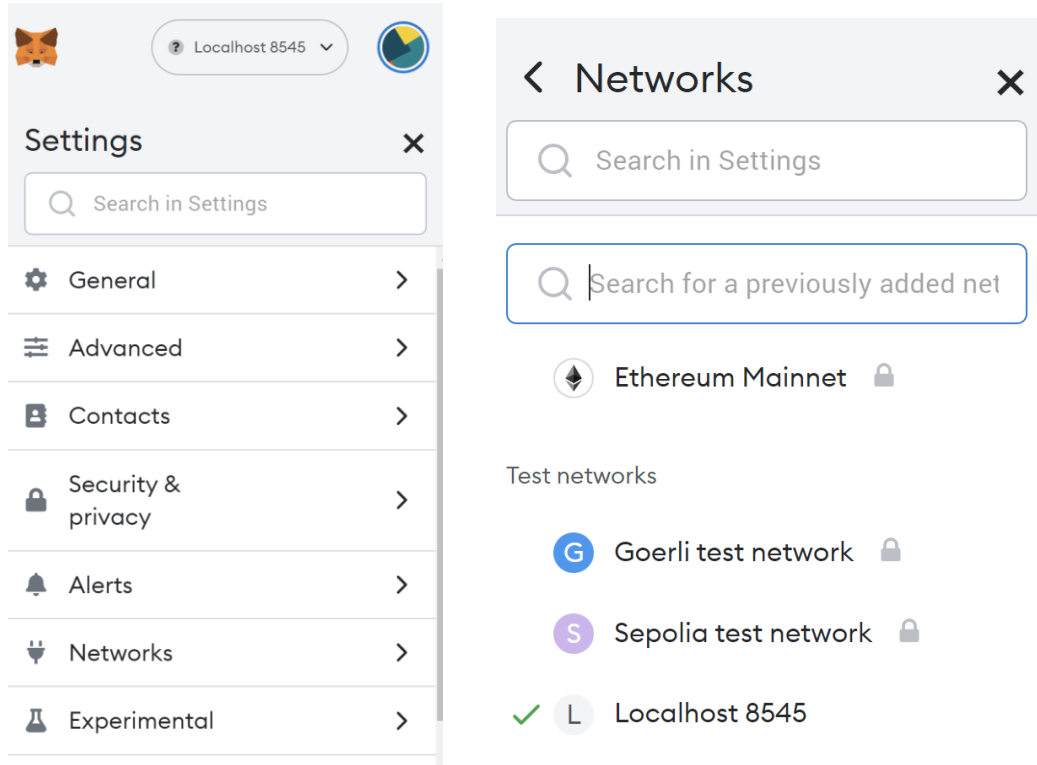 ? Localhost 8545
Settings
Search in Settings
General
Advanced
Contacts
Security &
privacy
Alerts
Networks
Experimental
Networks
Search in Settings
Search for a previously added net
Ethereum Mainnet
Test networks
G Goerli test network
S Sepolia test network
L Localhost 8545